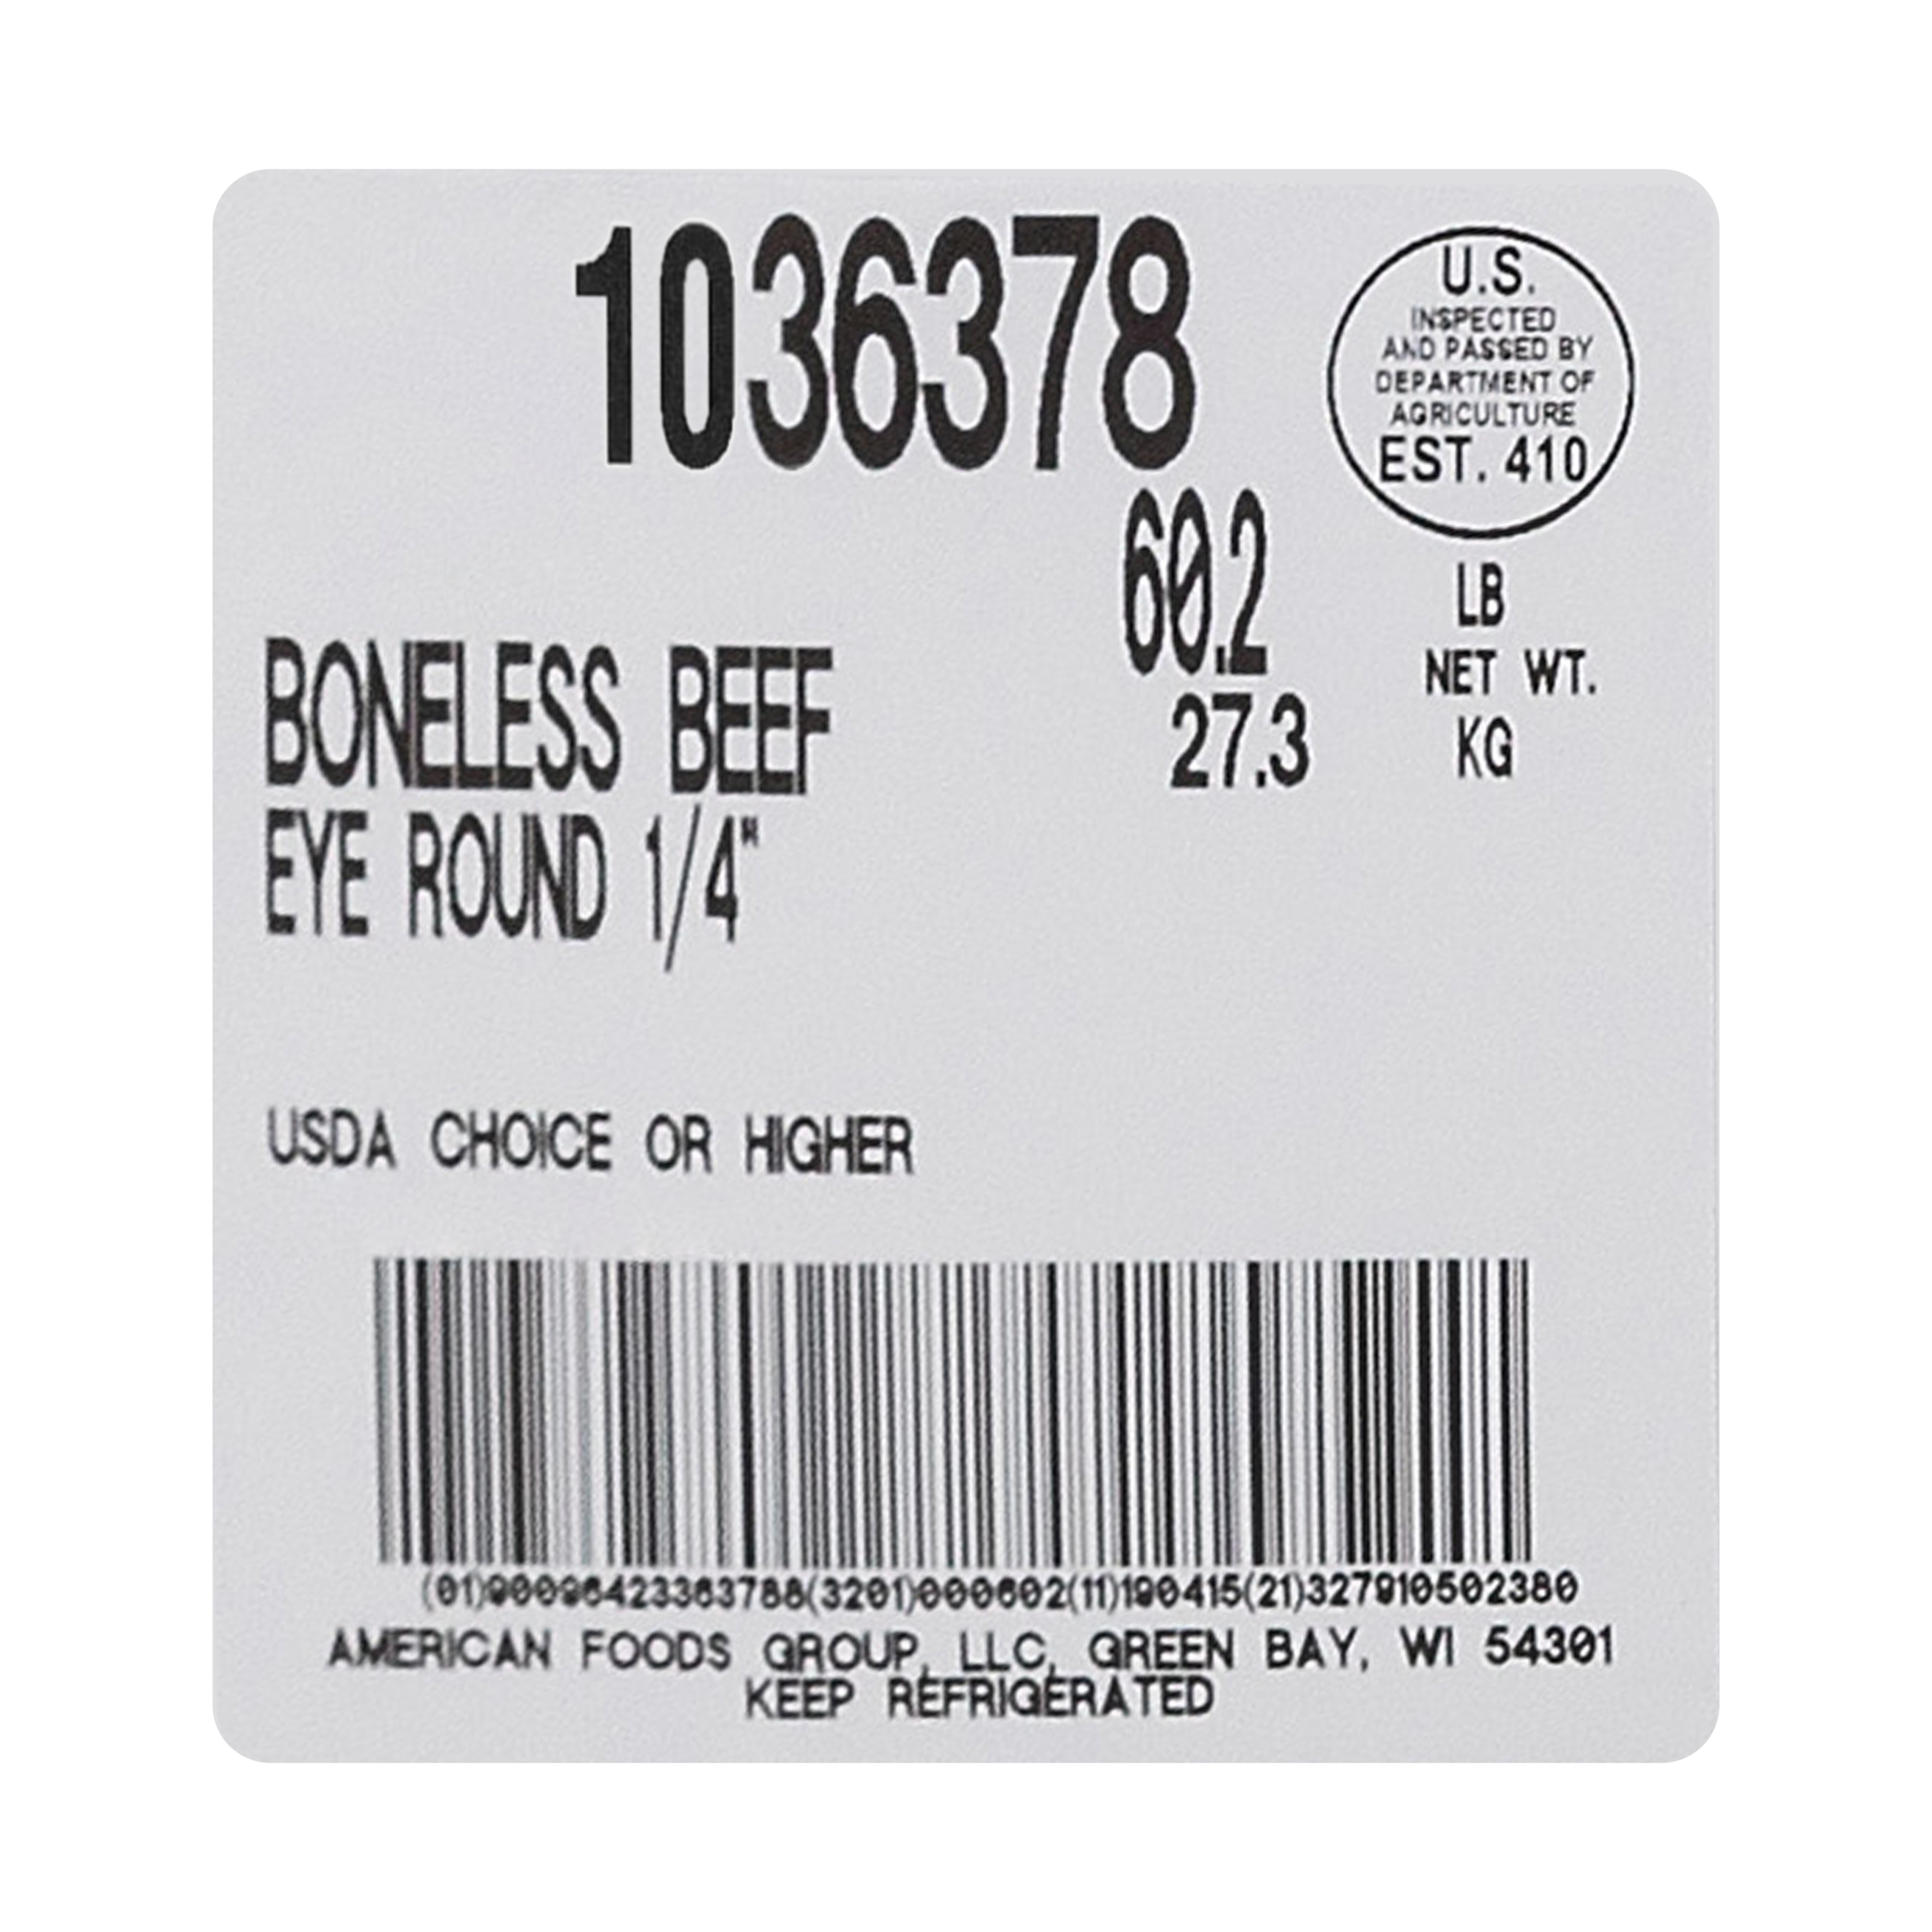 1036378
U.S.
INSPECTED
AND PASSED BY
DEPARTMENT OF
AGRICULTURE
EST. 410
60.2 LB
NET WT.
27.3 KG
BONELESS BEEF
EYE ROUND 1/4"
USDA CHOICE OR HIGHER
(01)90096423363788(3201)000602(11)190415(21)327910502380
AMERICAN FOODS GROUP, LLC, GREEN BAY, WI 54301
KEEP REFRIGERATED